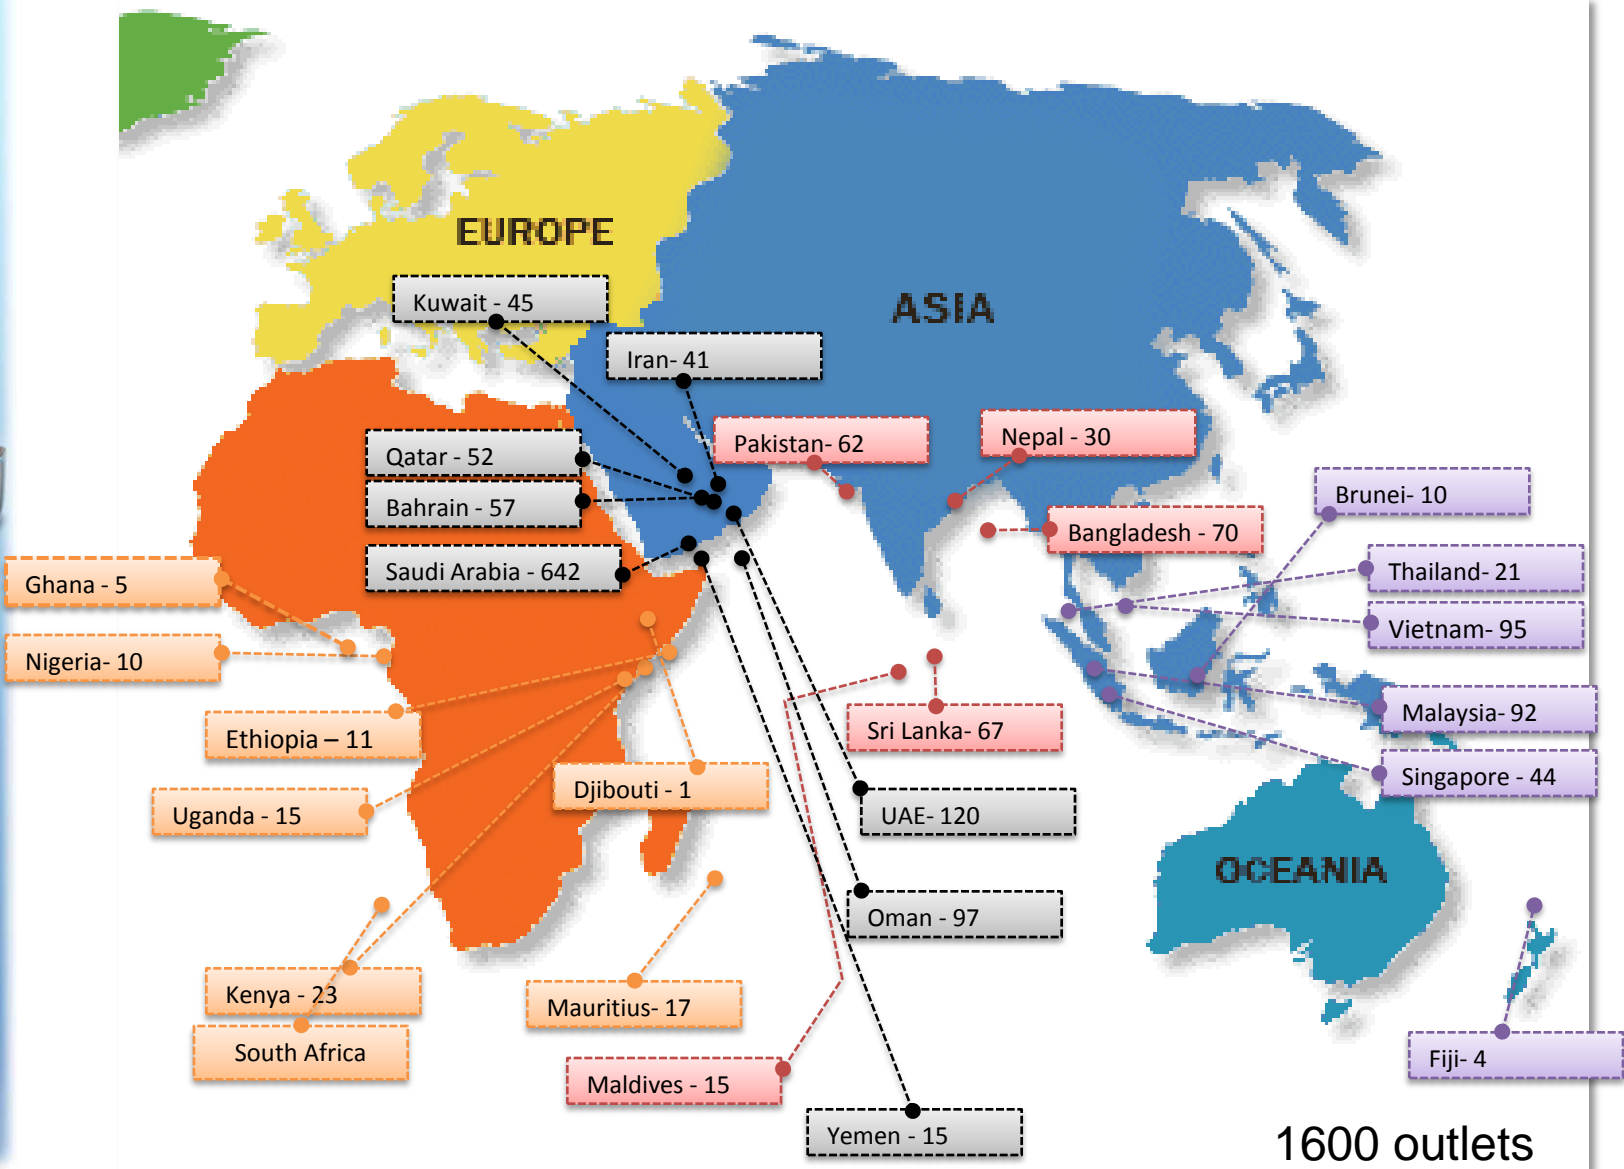 EUROPE
Kuwait - 45
ASIA
Iran- 41
Pakistan- 62
Nepal - 30
Qatar - 52
Bahrain - 57
Brunei- 10
Bangladesh - 70
Saudi Arabia - 642
Thailand- 21
Ghana - 5
Vietnam- 95
Nigeria- 10
Malaysia- 92
Ethiopia – 11
Sri Lanka- 67
Singapore - 44
Djibouti - 1
Uganda - 15
UAE- 120
OCEANIA
Oman - 97
Kenya - 23
Mauritius- 17
South Africa
Fiji- 4
Maldives - 15
Yemen - 15
1600 outlets